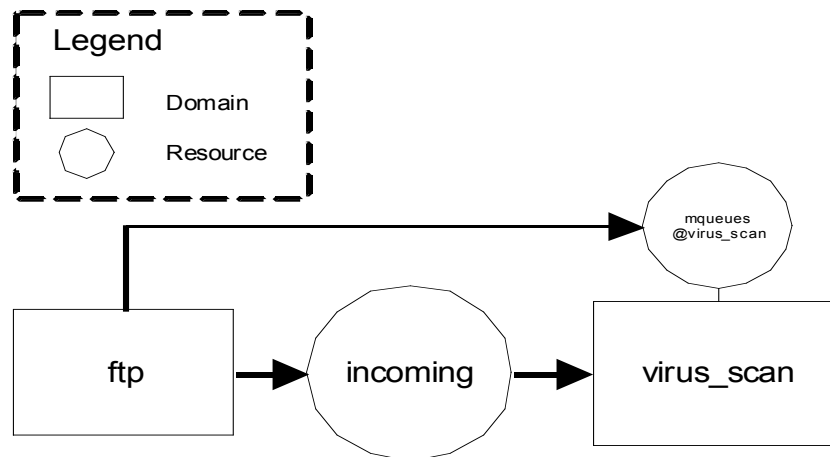 Legend
Domain
Resource
mqueues
@virus_scan
ftp
incoming
virus_scan